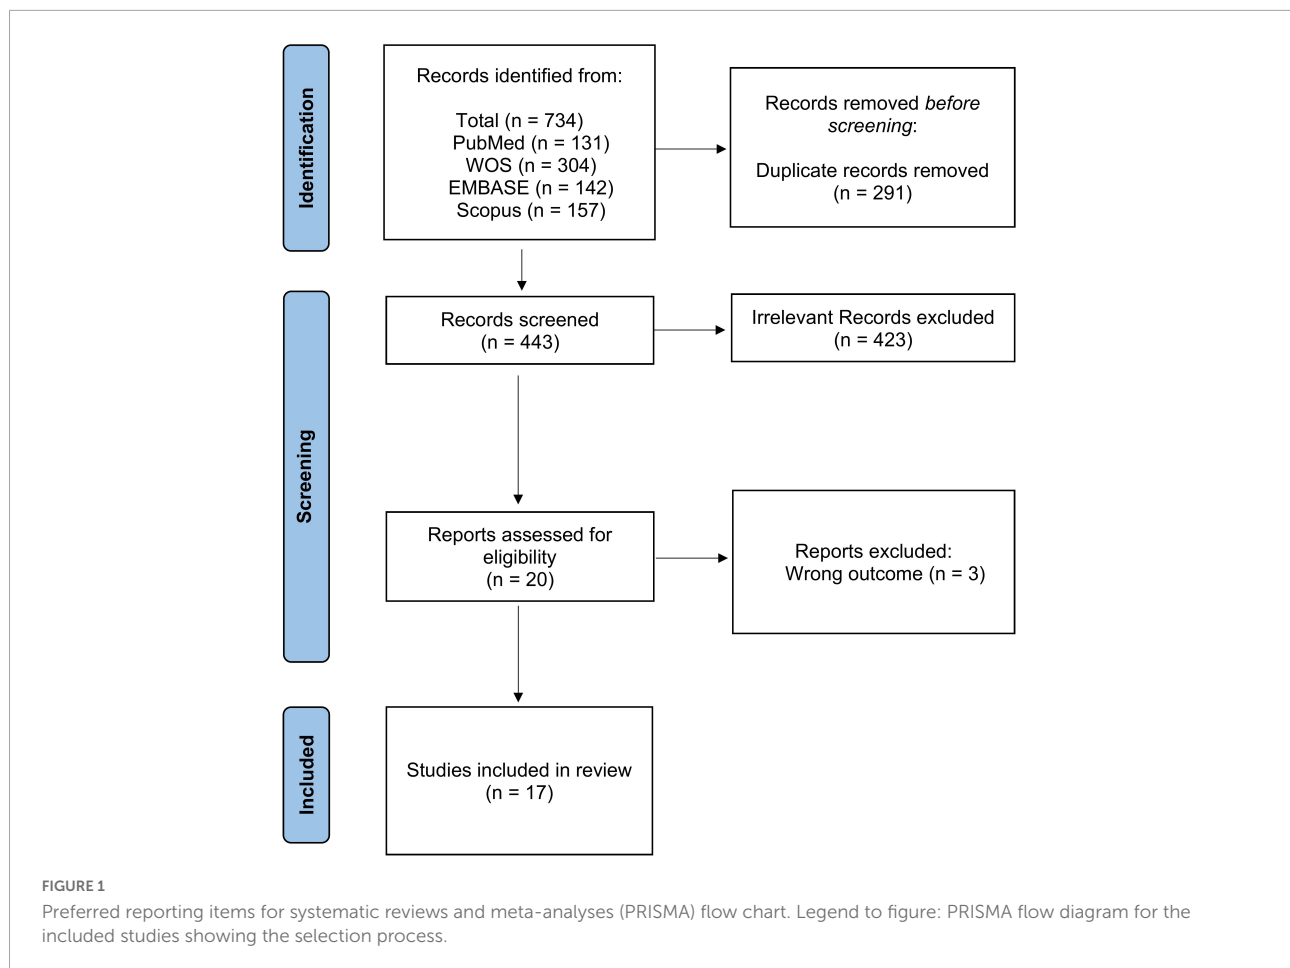 Identification
Records identified from:
Total (n = 734)
PubMed (n = 131)
WOS (n = 304)
EMBASE (n = 142)
Scopus (n = 157)
Records removed before
screening:
Duplicate records removed
(n = 291)
Screening
Records screened
(n = 443)
Irrelevant Records excluded
(n = 423)
Reports assessed for
eligibility
(n = 20)
Reports excluded:
Wrong outcome (n = 3)
Included
Studies included in review
(n = 17)
FIGURE 1
Preferred reporting items for systematic reviews and meta-analyses (PRISMA) flow chart. Legend to figure: PRISMA flow diagram for the
included studies showing the selection process.